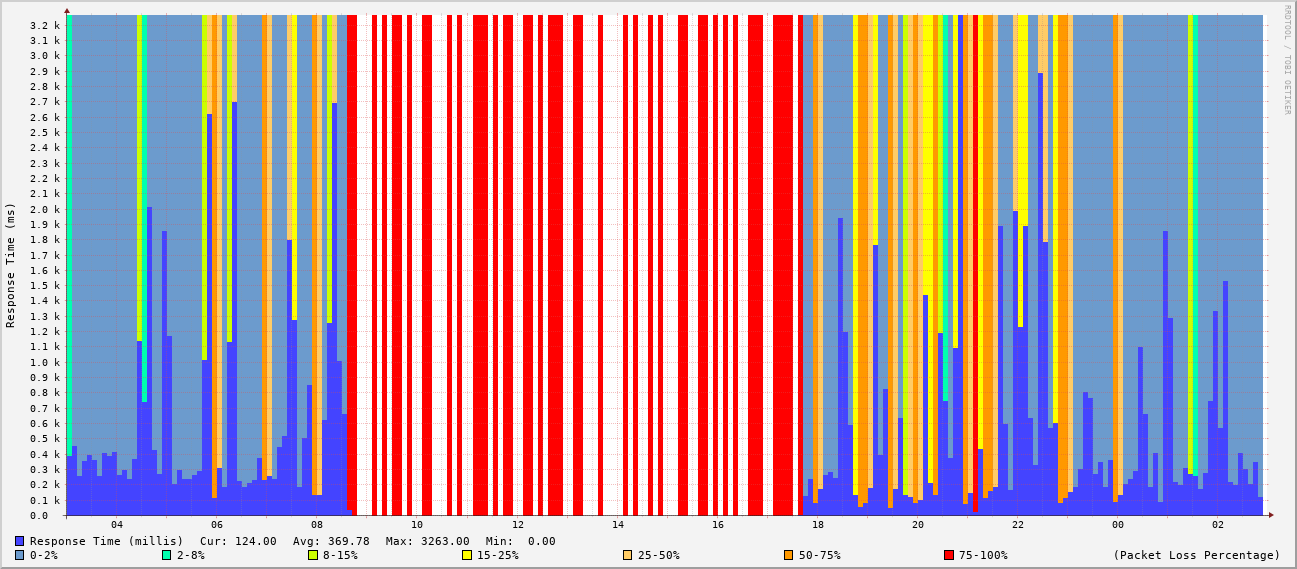 RRDTOOL / TOBI OETIKER
Response Time (ms)
3.2 k
3.1 k
3.0 k
2.9 k
2.8 k
2.7 k
2.6 k
2.5 k
2.4 k
2.3 k
2.2 k
2.1 k
2.0 k
1.9 k
1.8 k
1.7 k
1.6 k
1.5 k
1.4 k
1.3 k
1.2 k
1.1 k
1.0 k
0.9 k
0.8 k
0.7 k
0.6 k
0.5 k
0.4 k
0.3 k
0.2 k
0.1 k
0.0
04 06 08 10 12 14 16 18 20 22 00 02
Response Time (millis) Cur: 124.00 Avg: 369.78 Max: 3263.00 Min: 0.00
0-2% 2-8% 8-15% 15-25% 25-50% 50-75% 75-100% (Packet Loss Percentage)